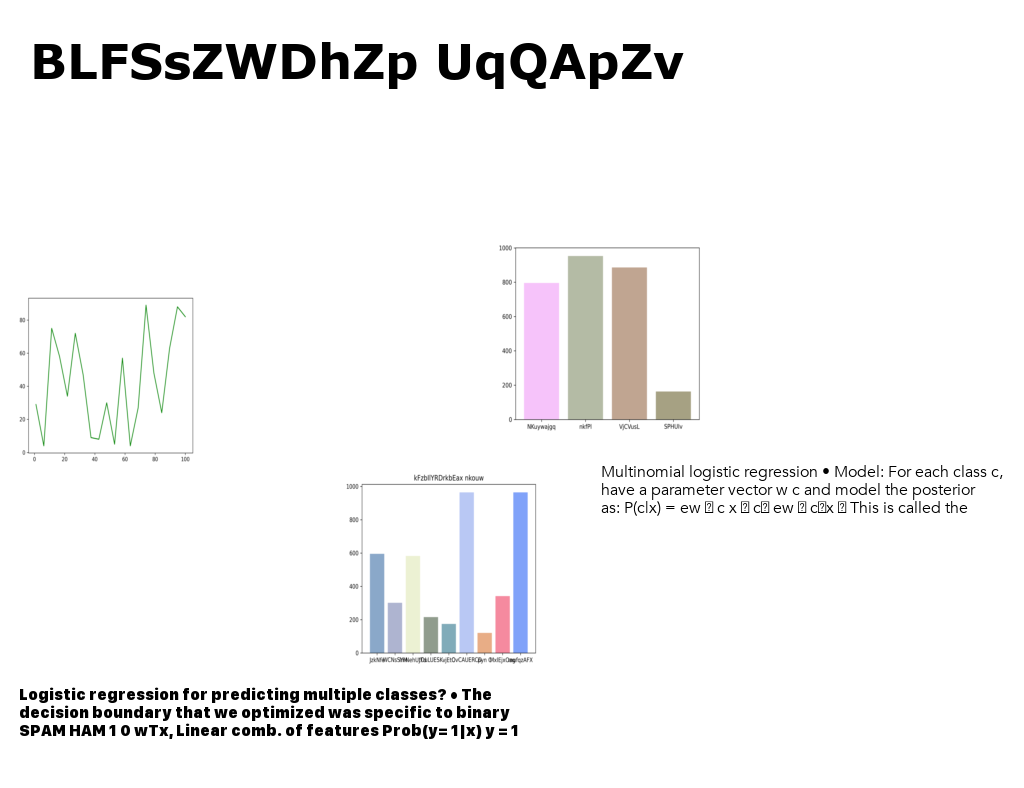 BLFSsZWDhZp UqQApZv
1000
800
600
400
200
0
NKuywajgq nkfPl VjCVusL SPHUlv
80
60
40
20
0
0 20 40 60 80 100
Multinomial logistic regression • Model: For each class c,
have a parameter vector w c and model the posterior
as: P(c|x) = ew c x c ew c x This is called the
kFzbIlYRDrkbEax nkouw
1000
800
600
400
200
0
Logistic regression for predicting multiple classes? • The
decision boundary that we optimized was specific to binary
SPAM HAM 1 0 wTx, Linear comb. of features Prob(y= 1|x) y = 1